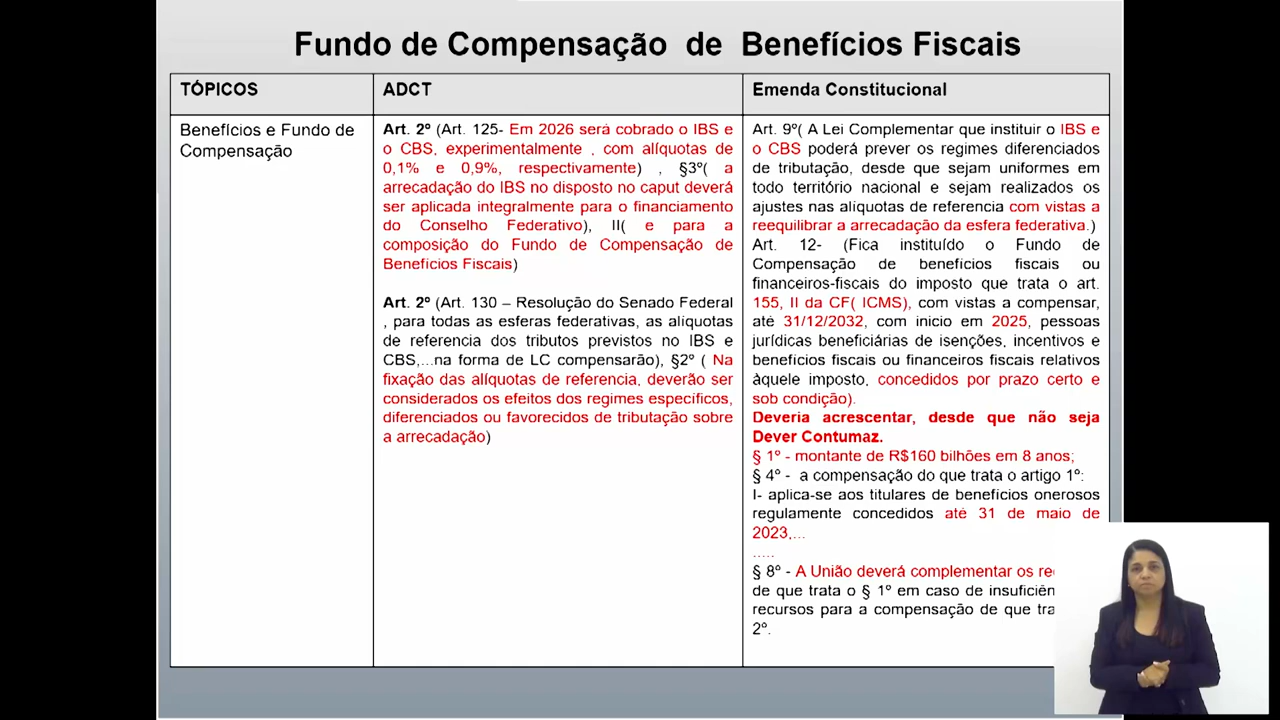 Fundo de Compensação de Benefícios Fiscais
TÓPICOS
ADCT
Emenda Constitucional
Benefícios e Fundo de
Compensação
Art. 2º (Art. 125- Em 2026 será cobrado o IBS e
o CBS, experimentalmente , com alíquotas de
0,1% e 0,9%, respectivamente) , §3º( a
arrecadação do IBS no disposto no caput deverá
ser aplicada integralmente para o financiamento
do Conselho Federativo), II( e para a
composição do Fundo de Compensação de
Benefícios Fiscais)
Art. 2º (Art. 130 – Resolução do Senado Federal
, para todas as esferas federativas, as alíquotas
de referencia dos tributos previstos no IBS e
CBS,...na forma de LC compensarão), §2º ( Na
fixação das alíquotas de referencia, deverão ser
considerados os efeitos dos regimes específicos,
diferenciados ou favorecidos de tributação sobre
a arrecadação)
Art. 9º( A Lei Complementar que instituir o IBS e
o CBS poderá prever os regimes diferenciados
de tributação, desde que sejam uniformes em
todo território nacional e sejam realizados os
ajustes nas alíquotas de referencia com vistas a
reequilibrar a arrecadação da esfera federativa.)
Art. 12- (Fica instituído o Fundo de
Compensação de benefícios fiscais ou
financeiros-fiscais do imposto que trata o art.
155, II da CF( ICMS), com vistas a compensar,
até 31/12/2032, com início em 2025, pessoas
jurídicas beneficiárias de isenções, incentivos e
benefícios fiscais ou financeiros fiscais relativos
àquele imposto, concedidos por prazo certo e
sob condição).
Deveria acrescentar, desde que não seja
Dever Contumaz.
§ 1º - montante de R$160 bilhões em 8 anos;
§ 4º - a compensação do que trata o artigo 1º:
I- aplica-se aos titulares de benefícios onerosos
regulamente concedidos até 31 de maio de
2023,...
.....
§ 8º - A União deverá complementar os
de que trata o § 1º em caso de
recursos para a compensação de que
2º.